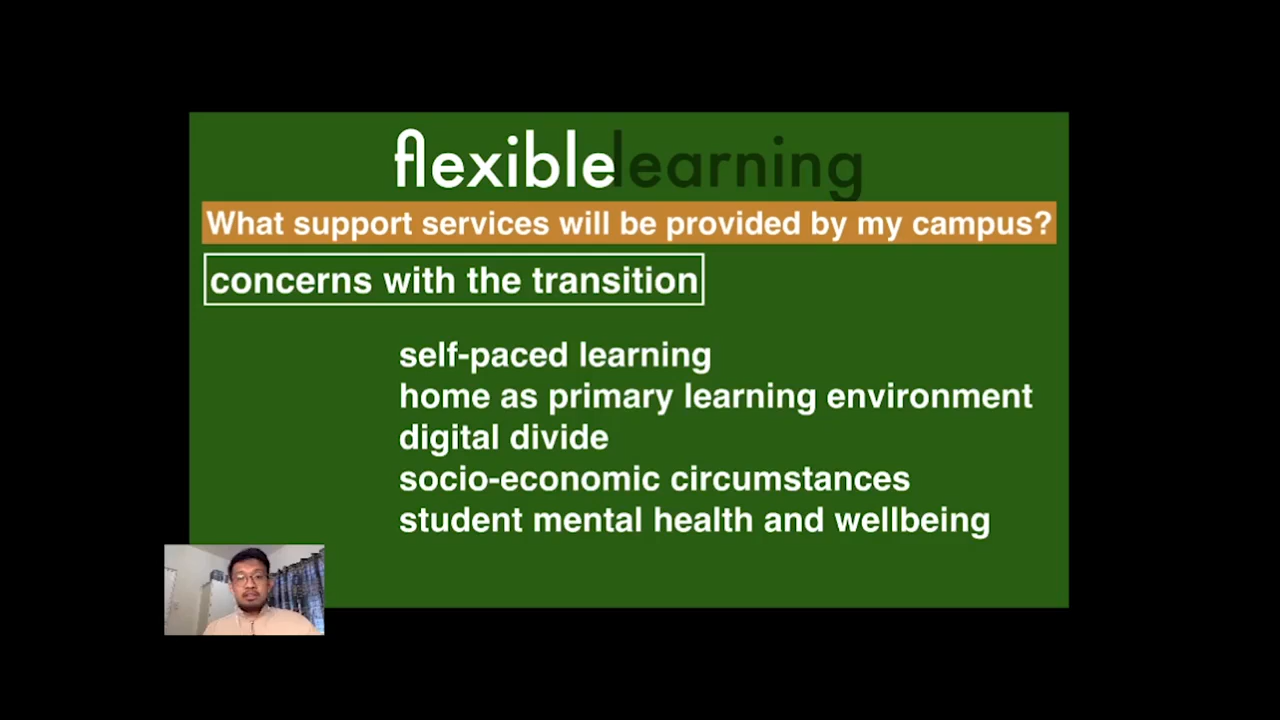 flexiblelearning
What support services will be provided by my campus?
concerns with the transition
self-paced learning
home as primary learning environment
digital divide
socio-economic circumstances
student mental health and wellbeing